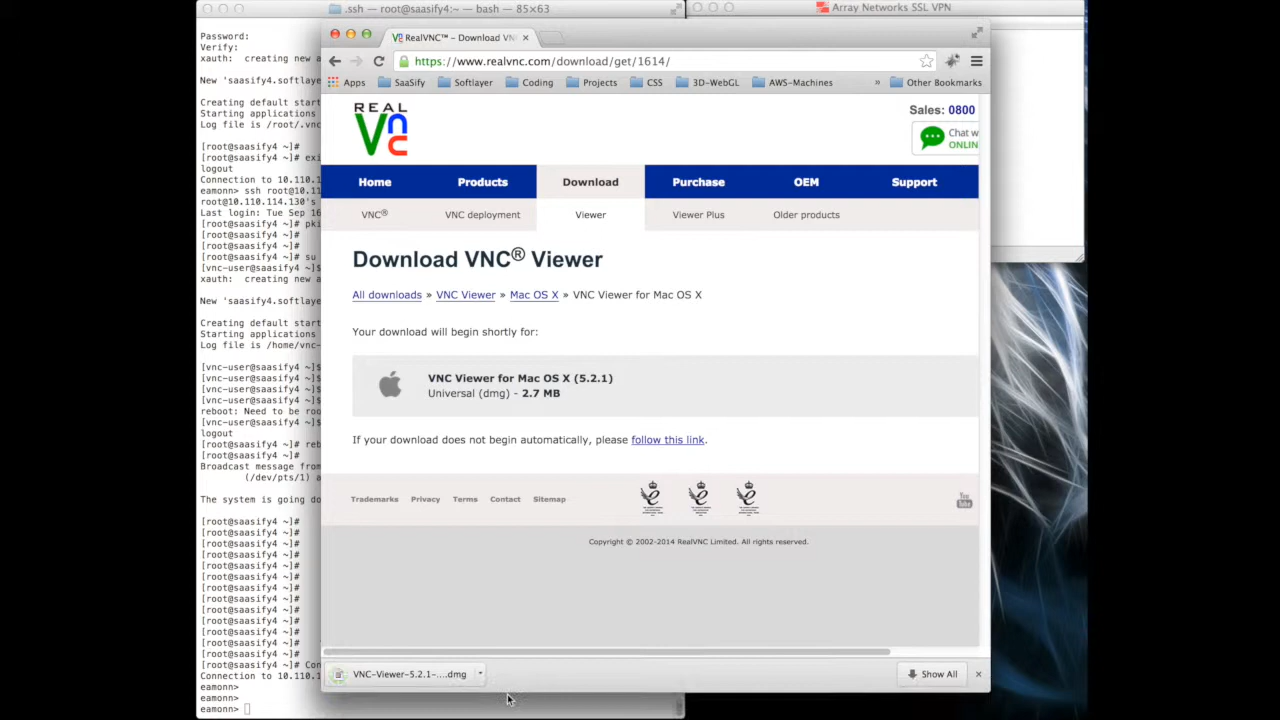 .ssh — root@saasify4:~ — bash — 85×63
Array Networks SSL VPN
Password:
Verify:
xauth: creating new a
New 'saasify4.softlayer
Creating default start
Starting applications
Log file is /root/.vnc
[root@saasify4 ~]#
[root@saasify4 ~]# exi
logout
Connection to 10.110.1
eamonn> ssh root@10.11
root@10.110.114.130's
Last login: Tue Sep 16
[root@saasify4 ~]# pki
[root@saasify4 ~]#
[root@saasify4 ~]#
[root@saasify4 ~]# su
[vnc-user@saasify4 ~]$
xauth: creating new a
New 'saasify4.softlaye
Creating default start
Starting applications
Log file is /home/vnc-
[vnc-user@saasify4 ~]$
[vnc-user@saasify4 ~]$
[vnc-user@saasify4 ~]$
[vnc-user@saasify4 ~]$
reboot: Need to be roo
[vnc-user@saasify4 ~]$
logout
[root@saasify4 ~]# reb
[root@saasify4 ~]#
Broadcast message from
(/dev/pts/1) a
The system is going do
[root@saasify4 ~]#
[root@saasify4 ~]#
[root@saasify4 ~]#
[root@saasify4 ~]#
[root@saasify4 ~]#
[root@saasify4 ~]#
[root@saasify4 ~]#
[root@saasify4 ~]#
[root@saasify4 ~]#
[root@saasify4 ~]#
[root@saasify4 ~]#
[root@saasify4 ~]#
[root@saasify4 ~]#
[root@saasify4 ~]# Con
Connection to 10.110.1
eamonn>
eamonn>
eamonn>
RealVNC™ – Download VN
https://www.realvnc.com/download/get/1614/
Apps SaaSify Softlayer Coding Projects CSS 3D-WebGL AWS-Machines » Other Bookmarks
REAL
Vnc
Sales: 0800
Chat w
ONLIN
Home Products Download Purchase OEM Support
VNC® VNC deployment Viewer Viewer Plus Older products
Download VNC® Viewer
All downloads » VNC Viewer » Mac OS X » VNC Viewer for Mac OS X
Your download will begin shortly for:
VNC Viewer for Mac OS X (5.2.1)
Universal (dmg) - 2.7 MB
If your download does not begin automatically, please follow this link.
Trademarks Privacy Terms Contact Sitemap
You
Tube
Copyright © 2002-2014 RealVNC Limited. All rights reserved.
VNC-Viewer-5.2.1-....dmg
Show All